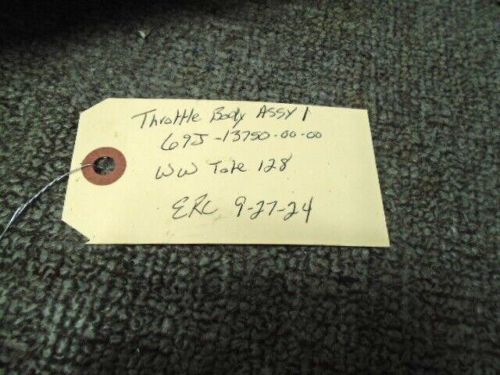 Throttle Body ASSY 1
69J-13750-00-00
WW Tote 128
ERC 9-27-24